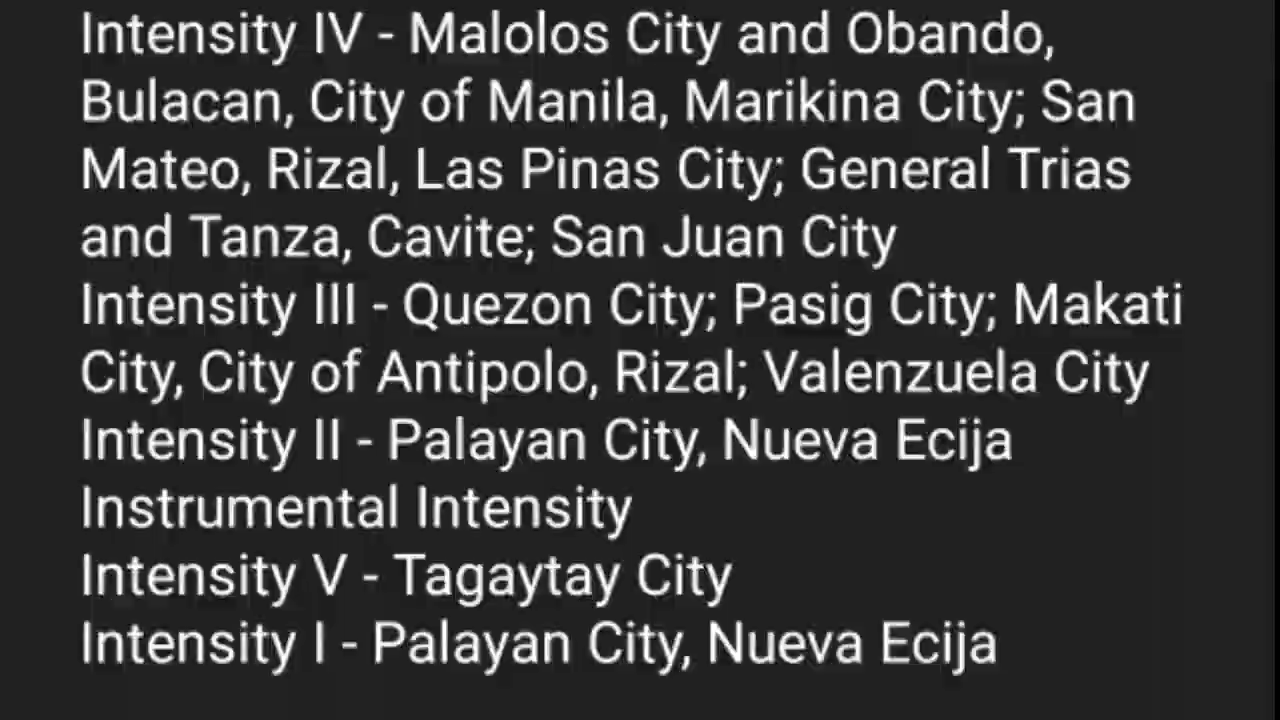 Intensity IV - Malolos City and Obando,
Bulacan, City of Manila, Marikina City; San
Mateo, Rizal, Las Pinas City; General Trias
and Tanza, Cavite; San Juan City
Intensity III - Quezon City; Pasig City; Makati
City, City of Antipolo, Rizal; Valenzuela City
Intensity II - Palayan City, Nueva Ecija
Instrumental Intensity
Intensity V - Tagaytay City
Intensity I - Palayan City, Nueva Ecija